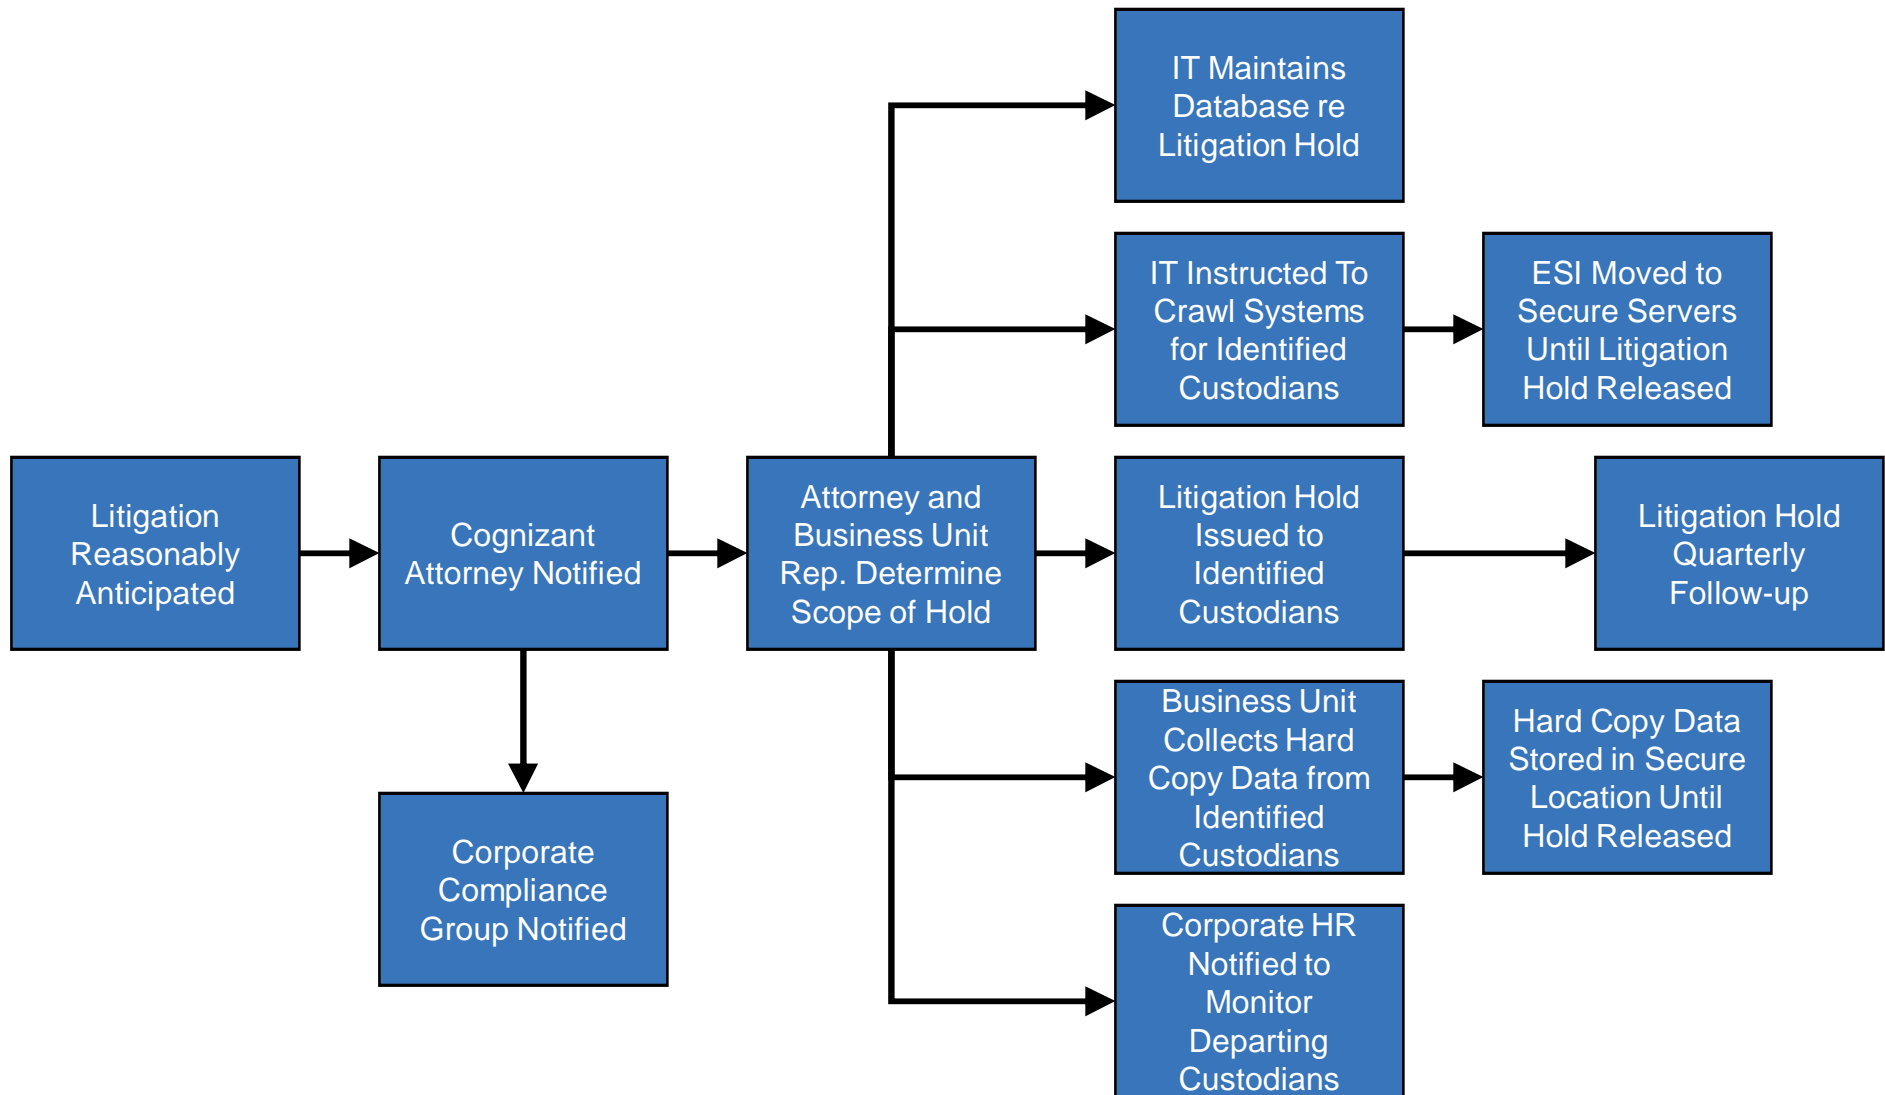 Litigation
Reasonably
Anticipated
Cognizant
Attorney Notified
Corporate
Compliance
Group Notified
Attorney and
Business Unit
Rep. Determine
Scope of Hold
IT Maintains
Database re
Litigation Hold
IT Instructed To
Crawl Systems
for Identified
Custodians
ESI Moved to
Secure Servers
Until Litigation
Hold Released
Litigation Hold
Issued to
Identified
Custodians
Litigation Hold
Quarterly
Follow-up
Business Unit
Collects Hard
Copy Data from
Identified
Custodians
Hard Copy Data
Stored in Secure
Location Until
Hold Released
Corporate HR
Notified to
Monitor
Departing
Custodians